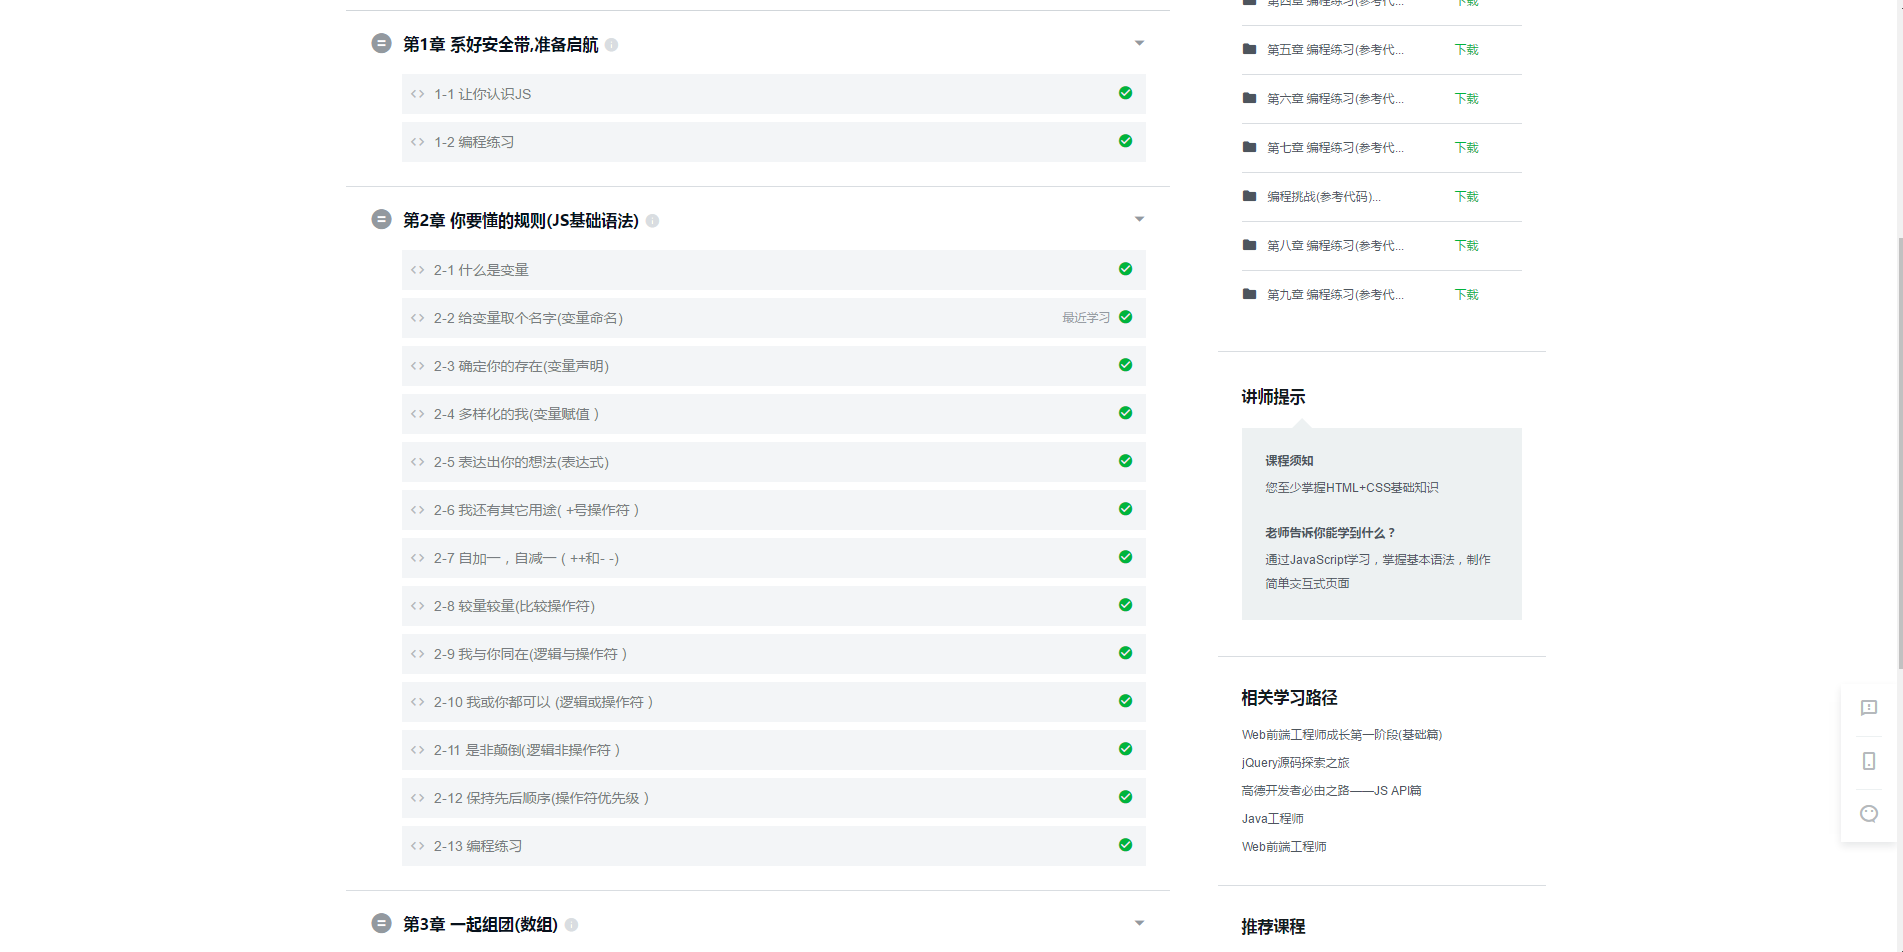 第1章 系好安全带,准备启航
1-1 让你认识JS
1-2 编程练习
第2章 你要懂的规则(JS基础语法)
2-1 什么是变量
2-2 给变量取个名字(变量命名)
最近学习
2-3 确定你的存在(变量声明)
2-4 多样化的我(变量赋值）
2-5 表达出你的想法(表达式)
2-6 我还有其它用途( +号操作符）
2-7 自加一，自减一（ ++和- -)
2-8 较量较量(比较操作符)
2-9 我与你同在(逻辑与操作符）
2-10 我或你都可以 (逻辑或操作符）
2-11 是非颠倒(逻辑非操作符）
2-12 保持先后顺序(操作符优先级）
2-13 编程练习
第3章 一起组团(数组)
第四章 编程练习(参考代... 下载
第五章 编程练习(参考代... 下载
第六章 编程练习(参考代... 下载
第七章 编程练习(参考代... 下载
编程挑战(参考代码)... 下载
第八章 编程练习(参考代... 下载
第九章 编程练习(参考代... 下载
讲师提示
课程须知
您至少掌握HTML+CSS基础知识
老师告诉你能学到什么？
通过JavaScript学习，掌握基本语法，制作
简单交互式页面
相关学习路径
Web前端工程师成长第一阶段(基础篇)
jQuery源码探索之旅
高德开发者必由之路——JS API篇
Java工程师
Web前端工程师
推荐课程